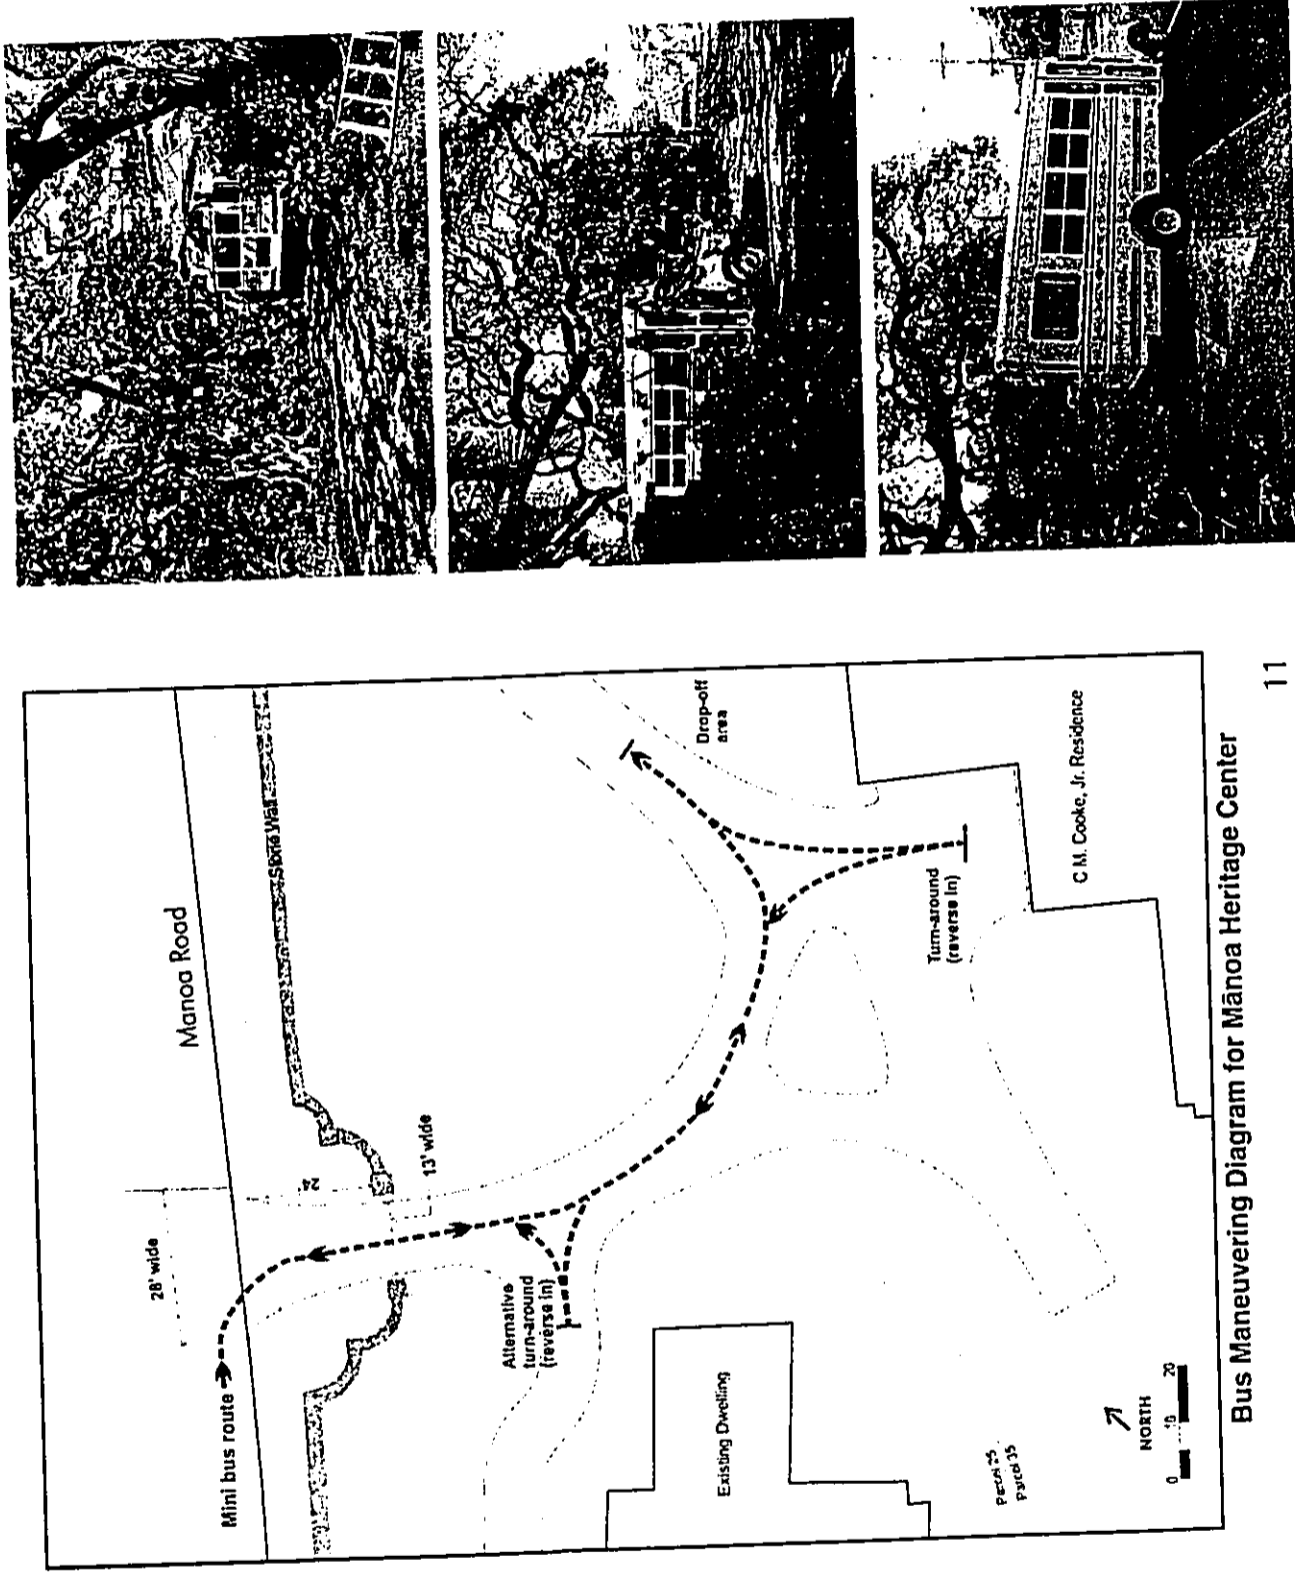 Manoa Road
Stone Wall
28' wide
24'
13' wide
Mini bus route
Alternative
turn-around
(reverse in)
Drop-off
area
Turn-around
(reverse in)
C.M. Cooke, Jr. Residence
Existing Dwelling
Parcel 25
Parcel 35
NORTH
0 10 20
Bus Maneuvering Diagram for Mānoa Heritage Center
11